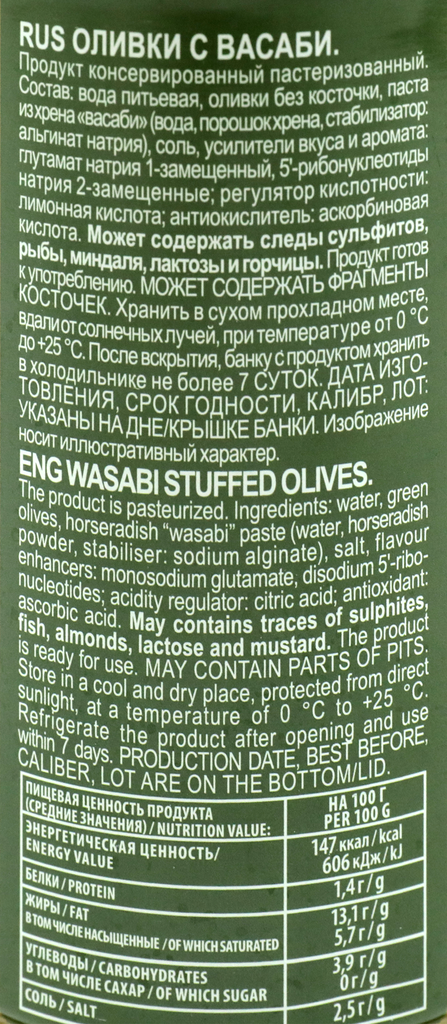 RUS ОЛИВКИ С ВАСАБИ.
Продукт консервированный пастеризованный.
Состав: вода питьевая, оливки без косточки, паста
из хрена «васаби» (вода, порошок хрена, стабилизатор:
альгинат натрия), соль, усилители вкуса и аромата:
глутамат натрия 1-замещенный, 5'-рибонуклеотиды
натрия 2-замещенные; регулятор кислотности:
лимонная кислота; антиокислитель: аскорбиновая
кислота. Может содержать следы сульфитов,
рыбы, миндаля, лактозы и горчицы. Продукт готов
к употреблению. МОЖЕТ СОДЕРЖАТЬ ФРАГМЕНТЫ
КОСТОЧЕК. Хранить в сухом прохладном месте,
вдали от солнечных лучей, при температуре от 0 °C
до +25 °C. После вскрытия, банку с продуктом хранить
в холодильнике не более 7 СУТОК. ДАТА ИЗГО-
ТОВЛЕНИЯ, СРОК ГОДНОСТИ, КАЛИБР, ЛОТ:
УКАЗАНЫ НА ДНЕ/КРЫШКЕ БАНКИ. Изображение
носит иллюстративный характер.
ENG WASABI STUFFED OLIVES.
The product is pasteurized. Ingredients: water, green
olives, horseradish "wasabi" paste (water, horseradish
powder, stabiliser: sodium alginate), salt, flavour
enhancers: monosodium glutamate, disodium 5'-ribo-
nucleotides; acidity regulator: citric acid; antioxidant:
ascorbic acid. May contains traces of sulphites,
fish, almonds, lactose and mustard. The product
is ready for use. MAY CONTAIN PARTS OF PITS.
Store in a cool and dry place, protected from direct
sunlight, at a temperature of 0 °C to +25 °C.
Refrigerate the product after opening and use
within 7 days. PRODUCTION DATE, BEST BEFORE,
CALIBER, LOT ARE ON THE BOTTOM/LID.
ПИЩЕВАЯ ЦЕННОСТЬ ПРОДУКТА
(СРЕДНИЕ ЗНАЧЕНИЯ) / NUTRITION VALUE:
НА 100 Г
PER 100 G
ЭНЕРГЕТИЧЕСКАЯ ЦЕННОСТЬ/
ENERGY VALUE
147 ккал / kcal
606 кДж / kJ
БЕЛКИ / PROTEIN
1,4 г / g
ЖИРЫ / FAT
В ТОМ ЧИСЛЕ НАСЫЩЕННЫЕ / OF WHICH SATURATED
13,1 г / g
5,7 г / g
УГЛЕВОДЫ / CARBOHYDRATES
В ТОМ ЧИСЛЕ САХАР / OF WHICH SUGAR
3,9 г / g
0 г / g
СОЛЬ / SALT
2,5 г / g